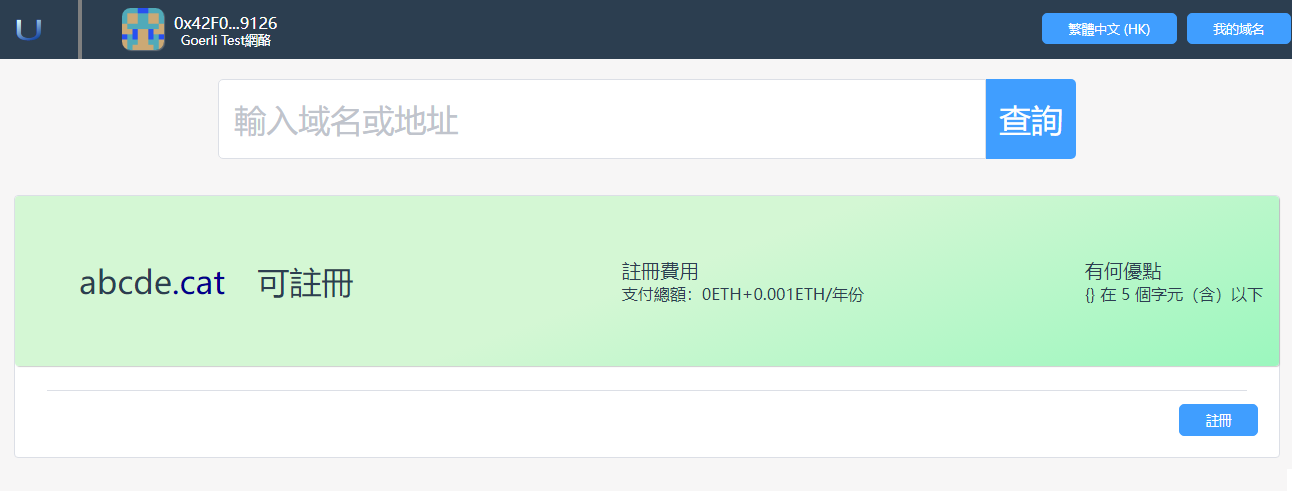 U
0x42F0...9126
Goerli Test網酪
繁體中文 (HK)
我的域名
輸入域名或地址
查詢
abcde.cat 可註冊
註冊費用
支付總額：0ETH+0.001ETH/年份
有何優點
{} 在 5 個字元（含）以下
註冊